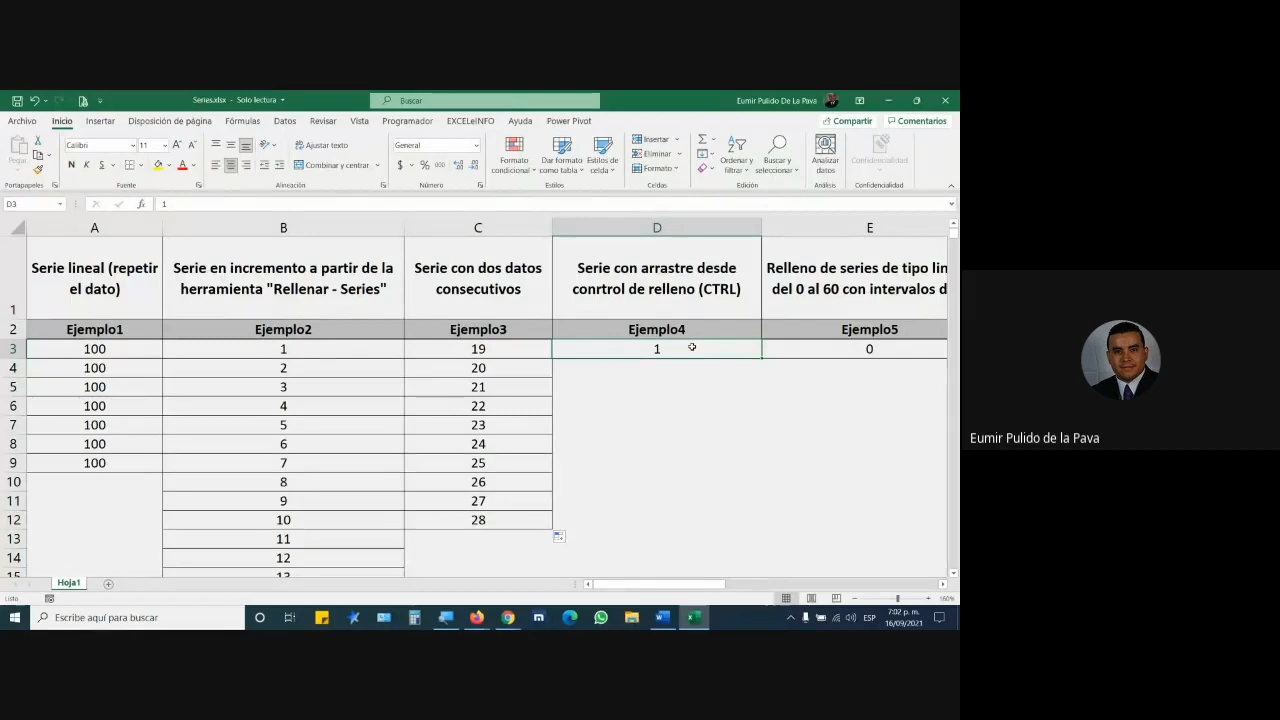 Series.xlsx - Solo lectura
Buscar
Eumir Pulido De La Pava
Archivo Inicio Insertar Disposición de página Fórmulas Datos Revisar Vista Programador EXCELeINFO Ayuda Power Pivot Compartir Comentarios
Pegar
Calibri 11
N K S
Ajustar texto
Combinar y centrar
General
$ % 000
Formato condicional
Dar formato como tabla
Estilos de celda
Insertar
Eliminar
Formato
Ordenar y filtrar
Buscar y seleccionar
Analizar datos
Confidencialidad
Portapapeles Fuente Alineación Número Estilos Celdas Edición Análisis Confidencialidad
D3 fx 1
A B C D E
1 Serie lineal (repetir el dato) Serie en incremento a partir de la herramienta "Rellenar - Series" Serie con dos datos consecutivos Serie con arrastre desde conrtrol de relleno (CTRL) Relleno de series de tipo lin del 0 al 60 con intervalos d
2 Ejemplo1 Ejemplo2 Ejemplo3 Ejemplo4 Ejemplo5
3 100 1 19 1 0
4 100 2 20
5 100 3 21
6 100 4 22
7 100 5 23
8 100 6 24
9 100 7 25
10 8 26
11 9 27
12 10 28
13 11
14 12
15 13
Hoja1
Listo
160%
Escribe aquí para buscar
ESP
7:02 p. m.
16/09/2021
Eumir Pulido de la Pava